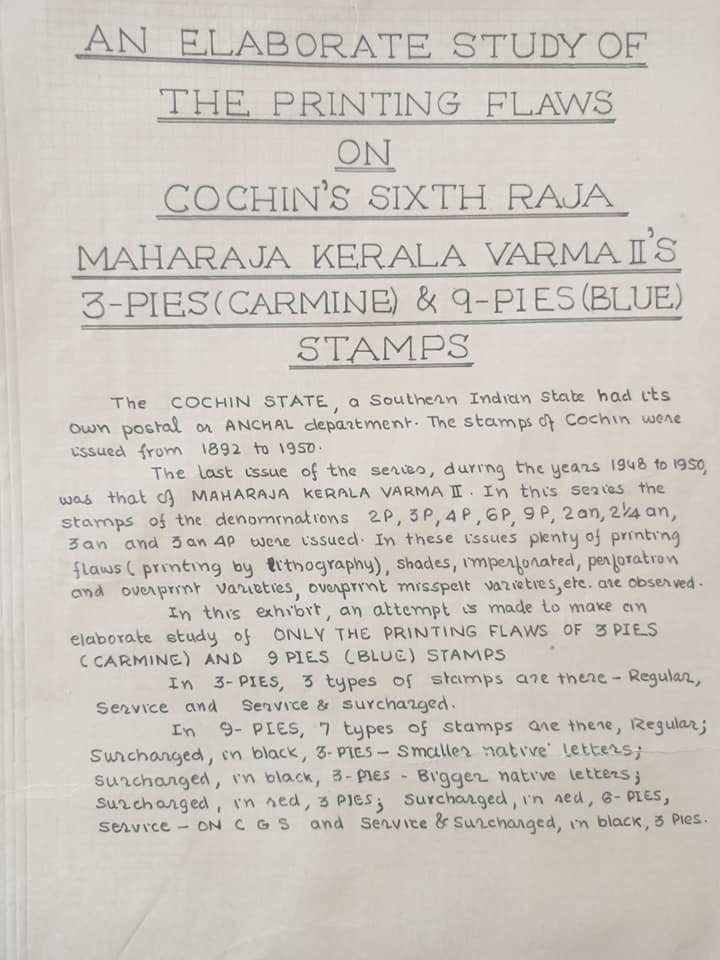 AN ELABORATE STUDY OF
THE PRINTING FLAWS
ON
COCHIN'S SIXTH RAJA
MAHARAJA KERALA VARMA II'S
3-PIES (CARMINE) & 9-PIES (BLUE)
STAMPS
The COCHIN STATE, a Southern Indian State had its
own postal or ANCHAL department. The stamps of Cochin were
issued from 1892 to 1950.
The last issue of the series, during the years 1948 to 1950,
was that of MAHARAJA KERALA VARMA II. In this series the
stamps of the denominations 2P, 3P, 4P, 6P, 9P, 2an, 2¼ an,
3an and 3an 4P were issued. In these issues plenty of printing
flaws (printing by lithography), shades, imperforated, perforation
and overprint varieties, overprint misspelt varieties, etc. are observed.
In this exhibit, an attempt is made to make an
elaborate study of ONLY THE PRINTING FLAWS OF 3 PIES
(CARMINE) AND 9 PIES (BLUE) STAMPS
In 3-PIES, 3 types of stamps are there - Regular,
Service and Service & surcharged.
In 9-PIES, 7 types of stamps are there, Regular;
Surcharged, in black, 3-PIES - Smaller native letters;
surcharged, in black, 3-PIES - Bigger native letters;
surcharged, in red, 3 PIES; surcharged, in red, 6-PIES,
Service - ON C G S and Service & Surcharged, in black, 3 Pies.